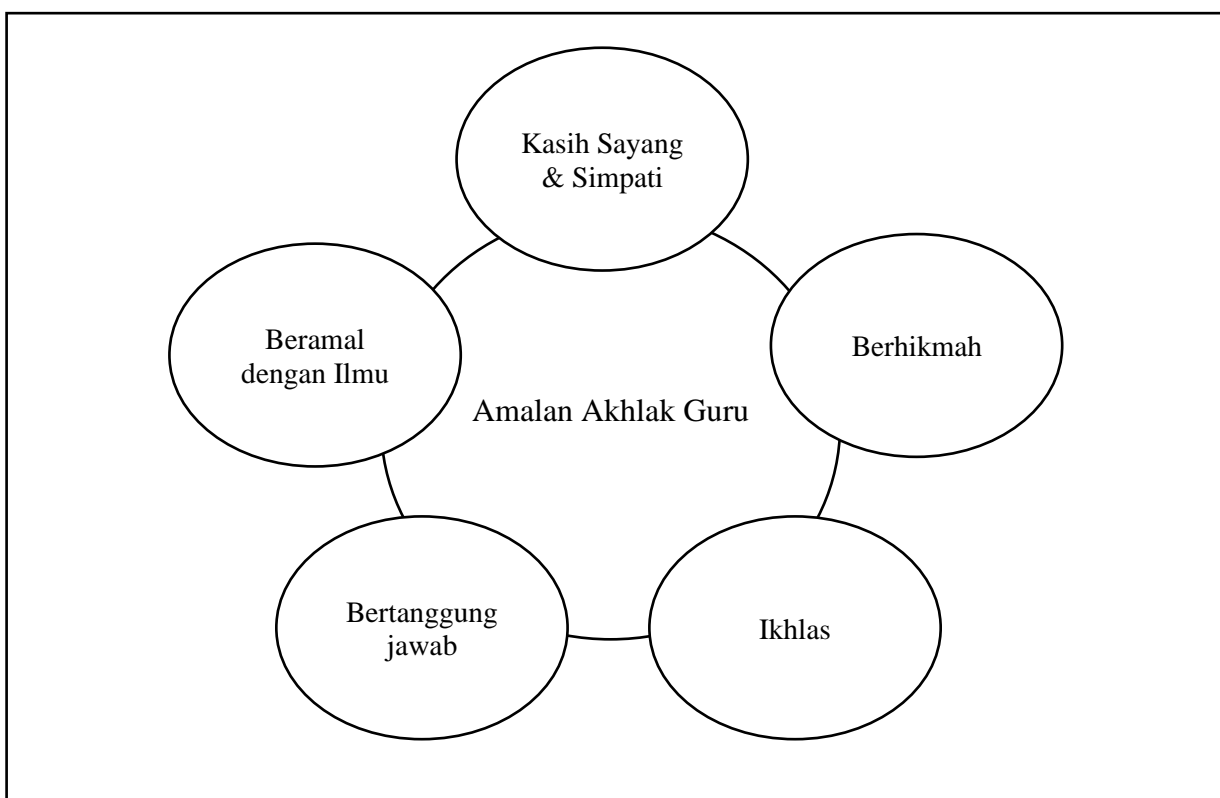 Kasih Sayang
& Simpati
Berhikmah
Beramal
dengan Ilmu
Amalan Akhlak Guru
Bertanggung
jawab
Ikhlas